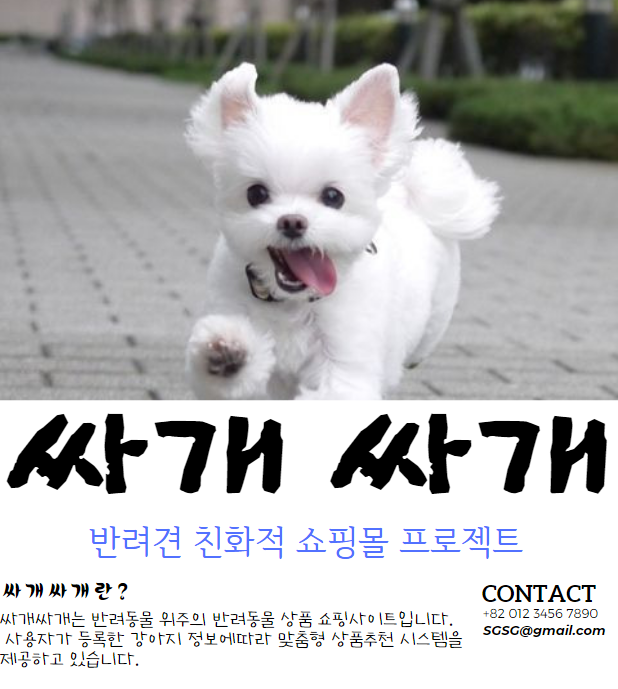 싸개 싸개
반려견 친화적 쇼핑몰 프로젝트
싸개싸개란?
싸개싸개는 반려동물 위주의 반려동물 상품 쇼핑사이트입니다.
사용자가 등록한 강아지 정보에따라 맞춤형 상품추천 시스템을
제공하고 있습니다.
CONTACT
+82 012 3456 7890
SGSG@gmail.com